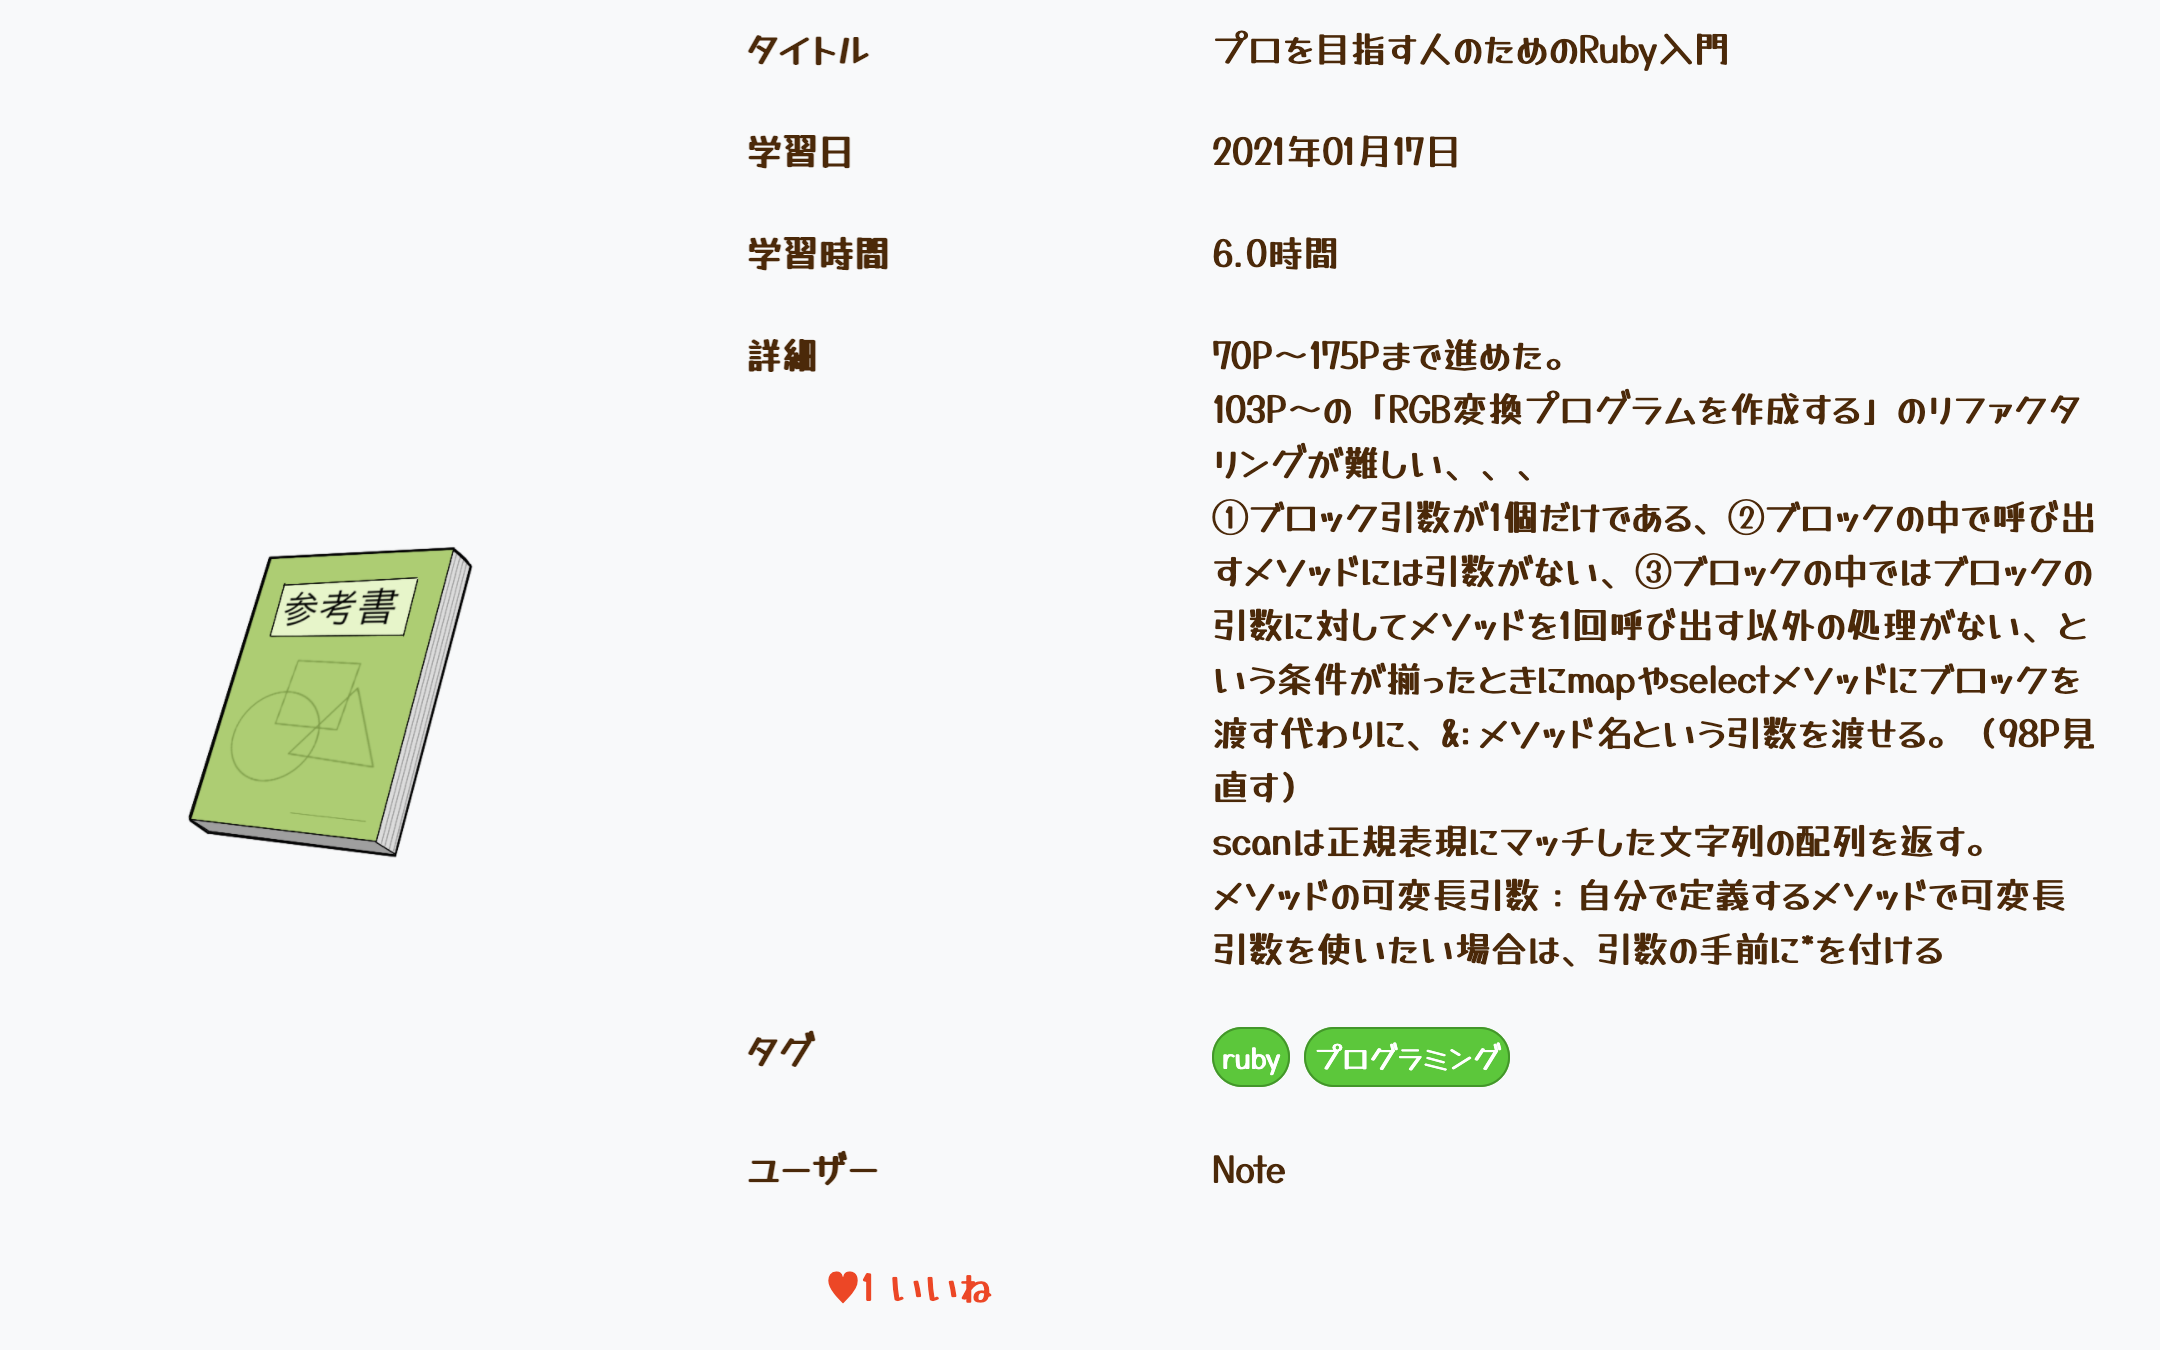 タイトル
プロを目指す人のためのRuby入門
学習日
2021年01月17日
学習時間
6.0時間
詳細
70P〜175Pまで進めた。
103P〜の「RGB変換プログラムを作成する」のリファクタ
リングが難しい、、、
①ブロック引数が1個だけである、②ブロックの中で呼び出
すメソッドには引数がない、③ブロックの中ではブロックの
引数に対してメソッドを1回呼び出す以外の処理がない、と
いう条件が揃ったときにmapやselectメソッドにブロックを
渡す代わりに、&:メソッド名という引数を渡せる。（98P見
直す）
scanは正規表現にマッチした文字列の配列を返す。
メソッドの可変長引数：自分で定義するメソッドで可変長
引数を使いたい場合は、引数の手前に*を付ける
参考書
タグ
ruby プログラミング
ユーザー
Note
♥1 いいね